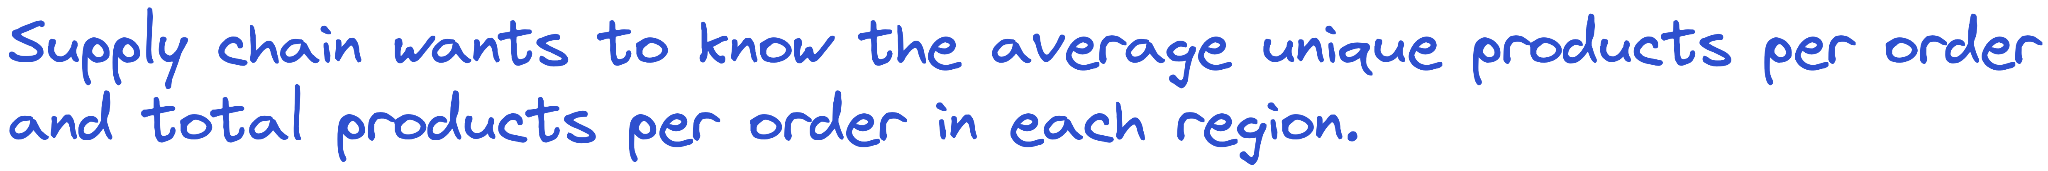 Supply chain wants to know the average unique products per order
and total products per order in each region.